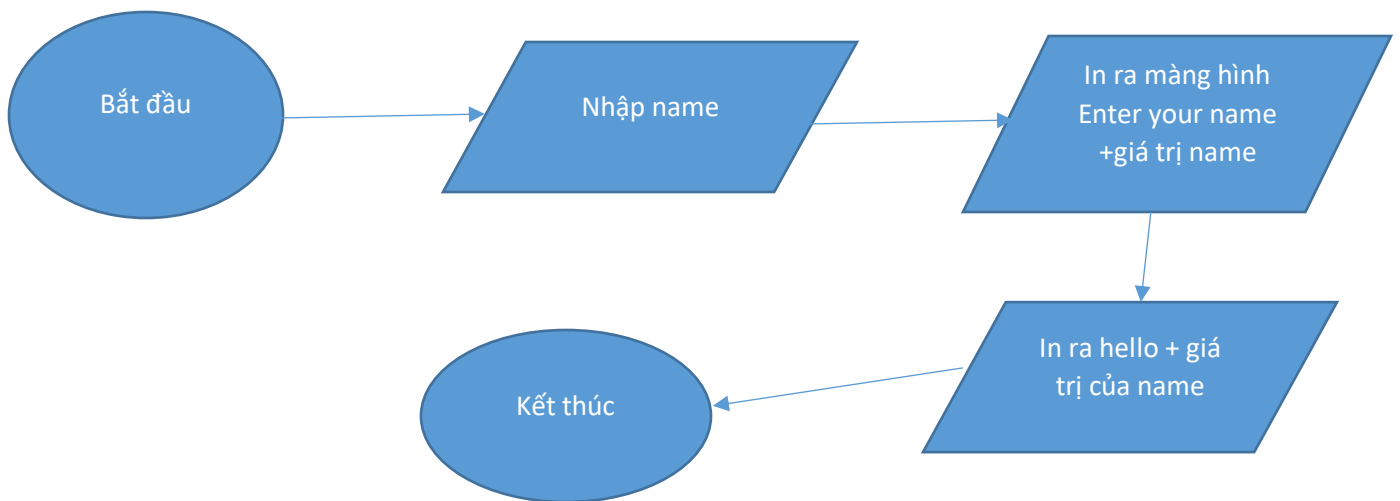 Bắt đầu
Nhập name
In ra màng hình
Enter your name
+giá trị name
In ra hello + giá
trị của name
Kết thúc